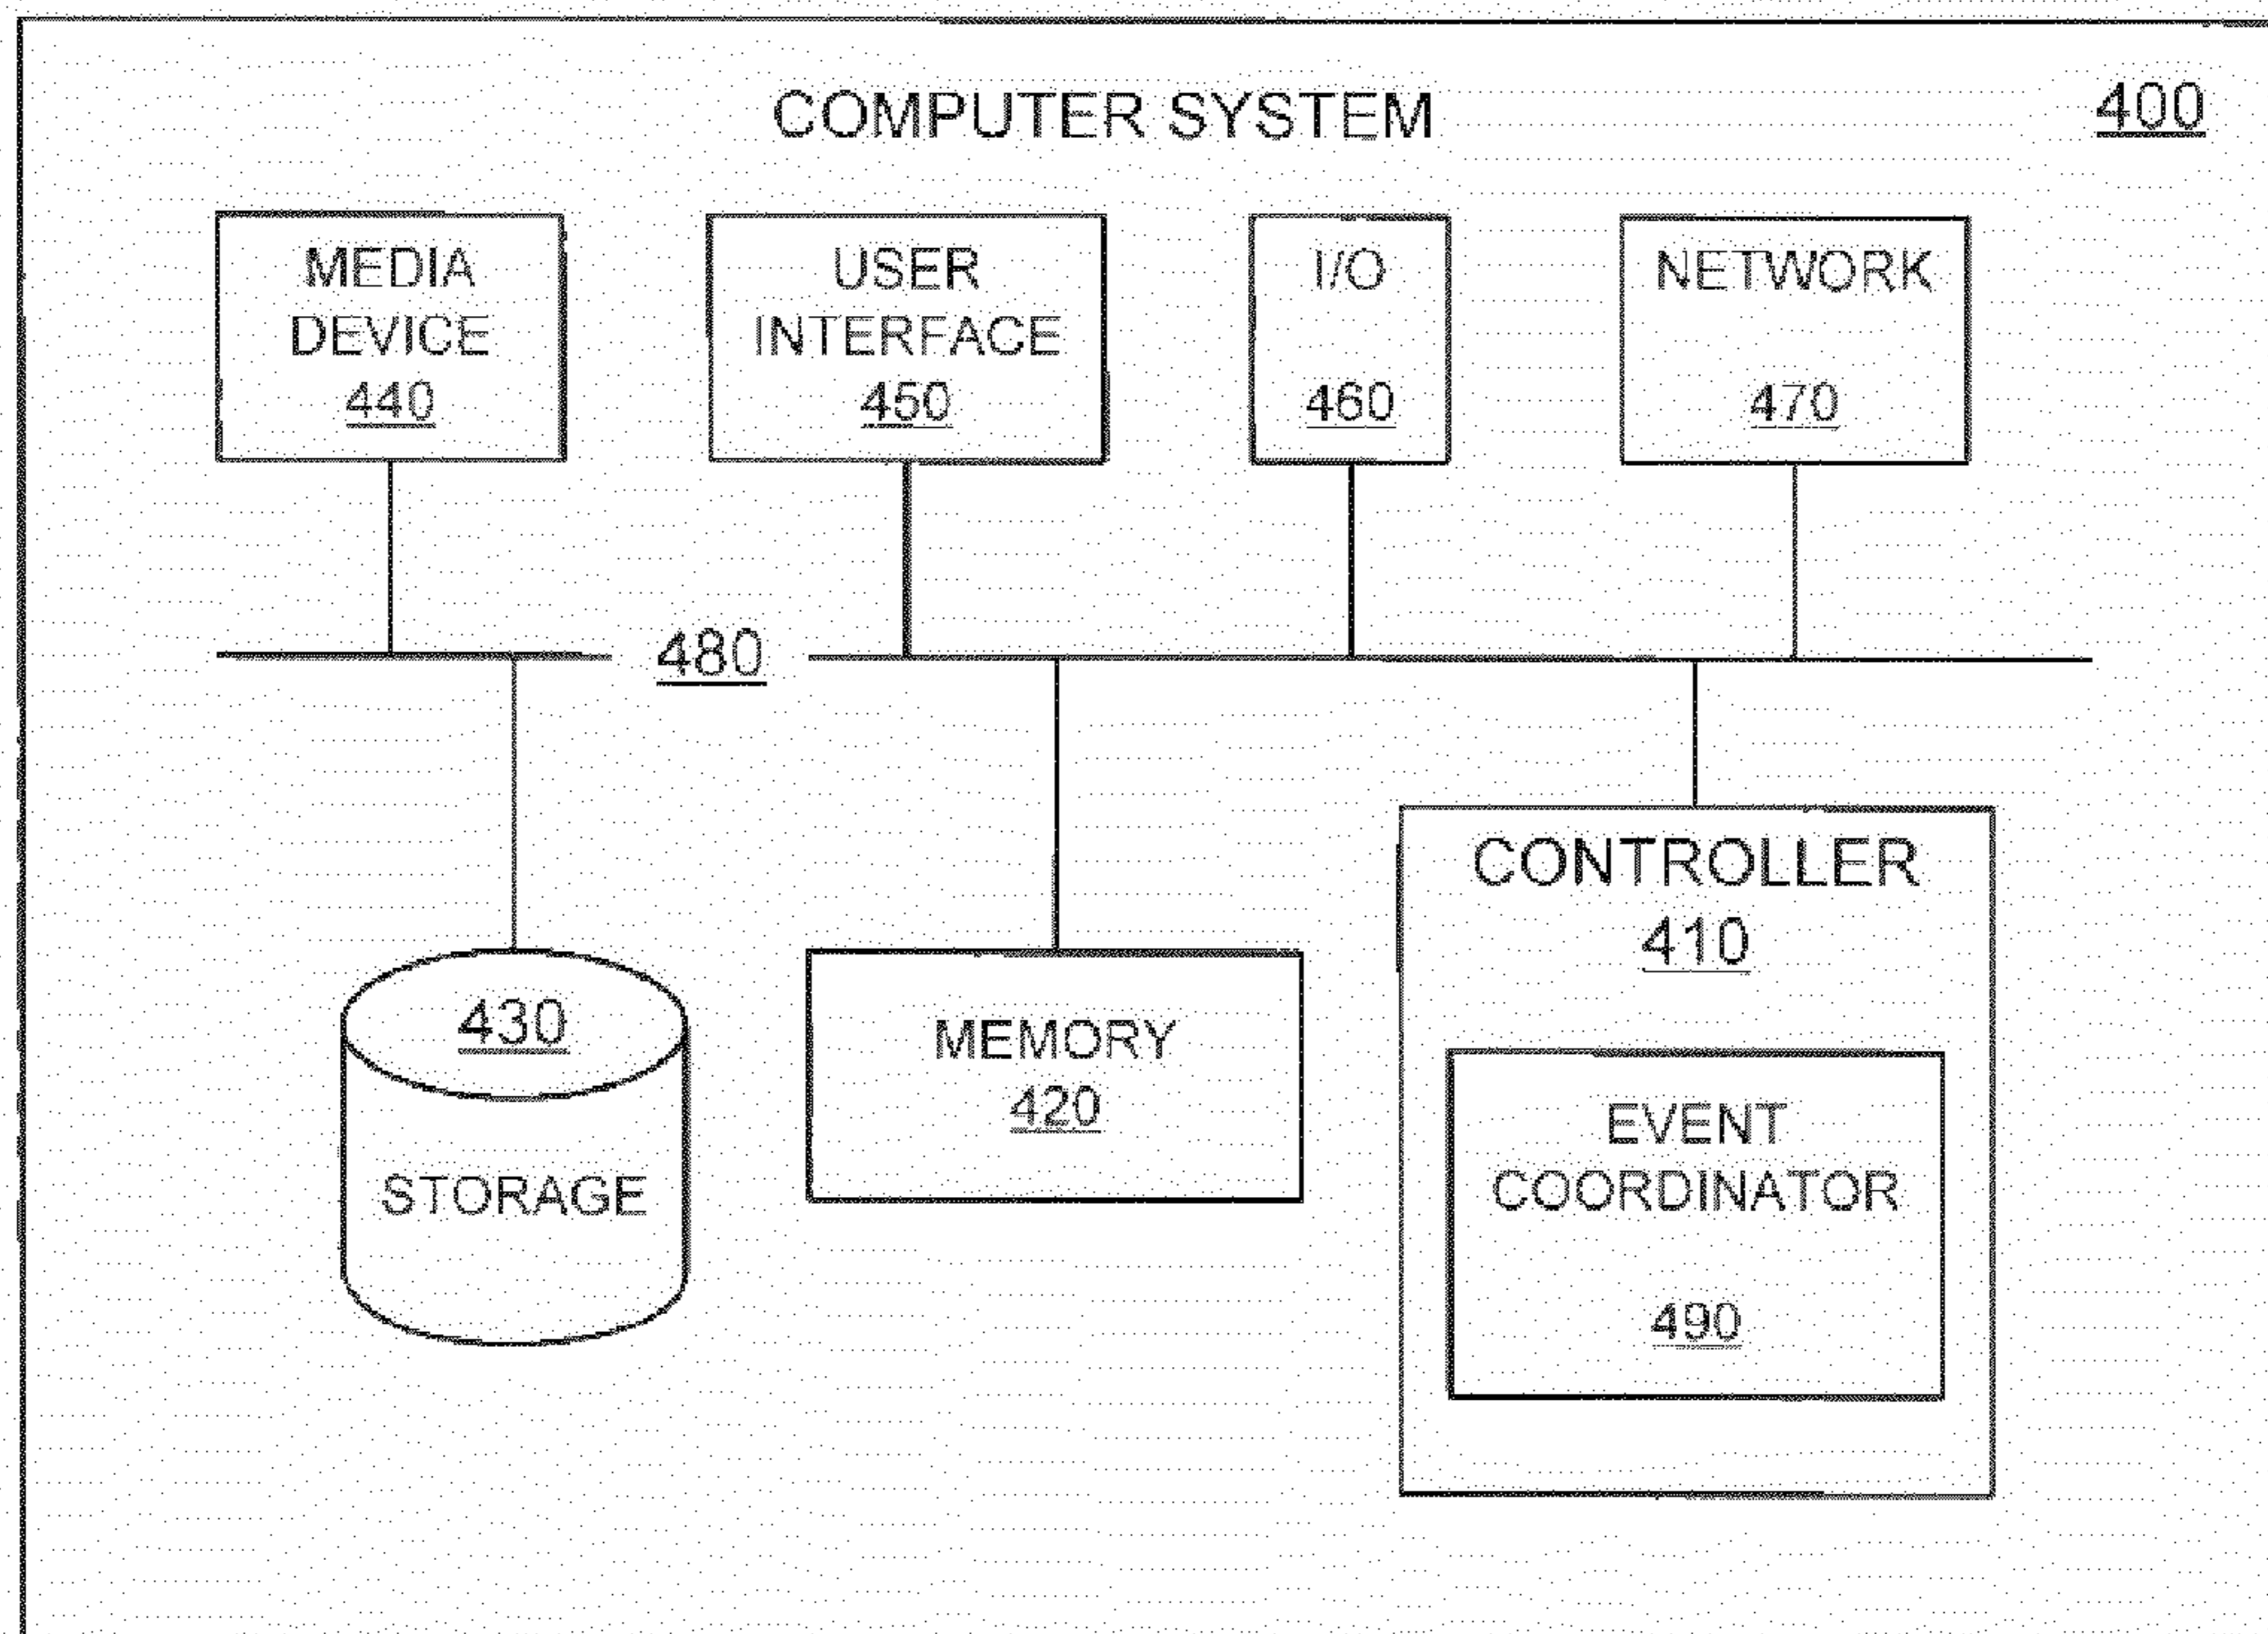 COMPUTER SYSTEM
400
MEDIA
DEVICE
440
USER
INTERFACE
450
I/O
460
NETWORK
470
480
430
STORAGE
MEMORY
420
CONTROLLER
410
EVENT
COORDINATOR
490